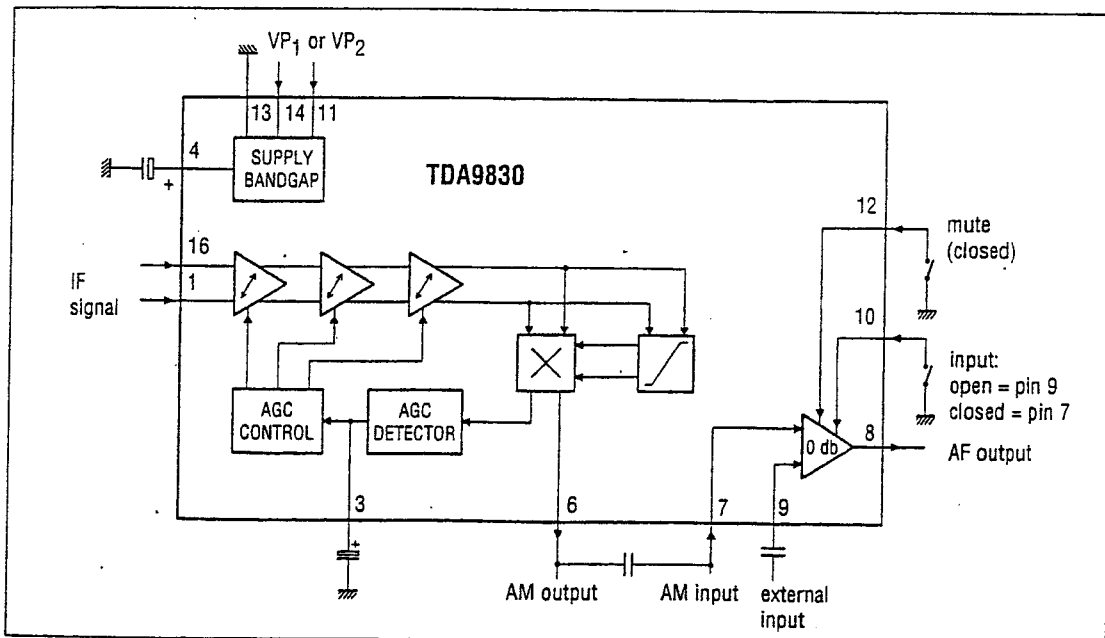 VP1 or VP2
13 14 11
4
SUPPLY
BANDGAP
+
TDA9830
12
mute
(closed)
16
IF
signal
1
10
input:
open = pin 9
closed = pin 7
AGC
CONTROL
AGC
DETECTOR
0 db
8
AF output
3
6
7
9
+
AM output
AM input
external
input